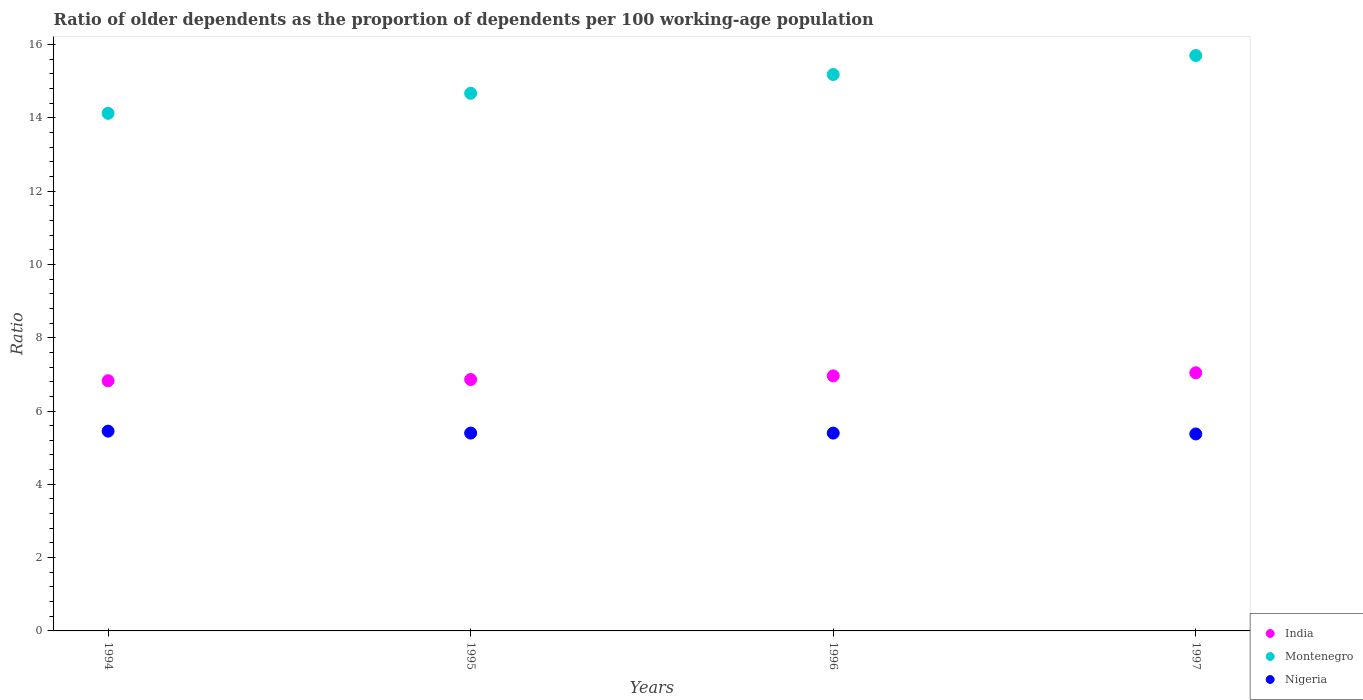 Ratio of older dependents as the proportion of dependents per 100 working-age population
16
14
12
10
8
6
4
2
0
Ratio
1994
1995
1996
1997
Years
India
Montenegro
Nigeria